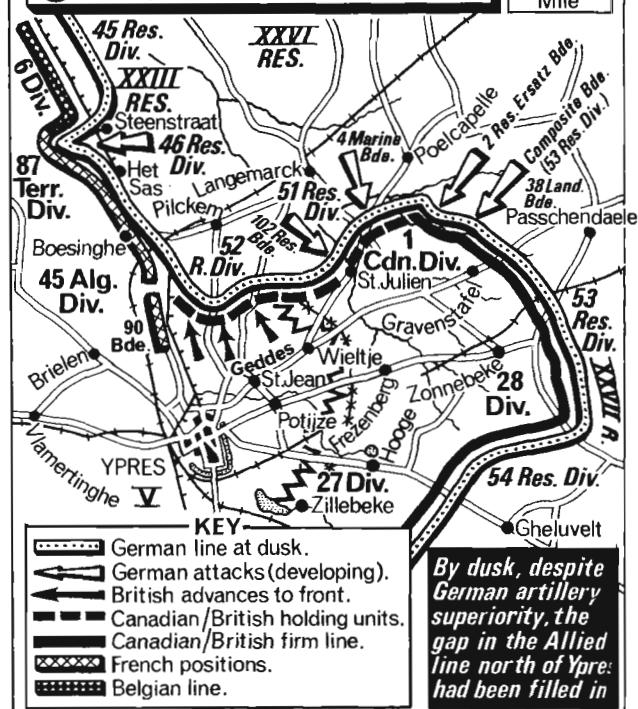 Mile
45 Res.
Div.
XXVI
RES.
6 Div.
XXIII
RES.
Steenstraat
46 Res.
Div.
Het
Sas
87
Terr.
Div.
Langemarck
4 Marine
Bde.
Poelcapelle
2 Res. Ersatz Bde.
Composite Bde.
(53 Res. Div.)
38 Land.
Bde.
Passchendaele
Pilckem
51 Res.
Div.
102 Res.
Bde.
Boesinghe
52
R. Div.
1
Cdn. Div.
St. Julien
45 Alg.
Div.
Gravenstafel
53
Res.
Div.
XXVII R.
90
Bde.
Geddes
Wieltje
Brielen
St. Jean
Frezenberg
Zonnebeke
28
Div.
Potijze
Hooge
Vlamertinghe
YPRES
V
27 Div.
Zillebeke
54 Res. Div.
Gheluvelt
KEY
German line at dusk.
German attacks (developing).
British advances to front.
Canadian/British holding units.
Canadian/British firm line.
French positions.
Belgian line.
By dusk, despite
German artillery
superiority, the
gap in the Allied
line north of Ypres
had been filled in